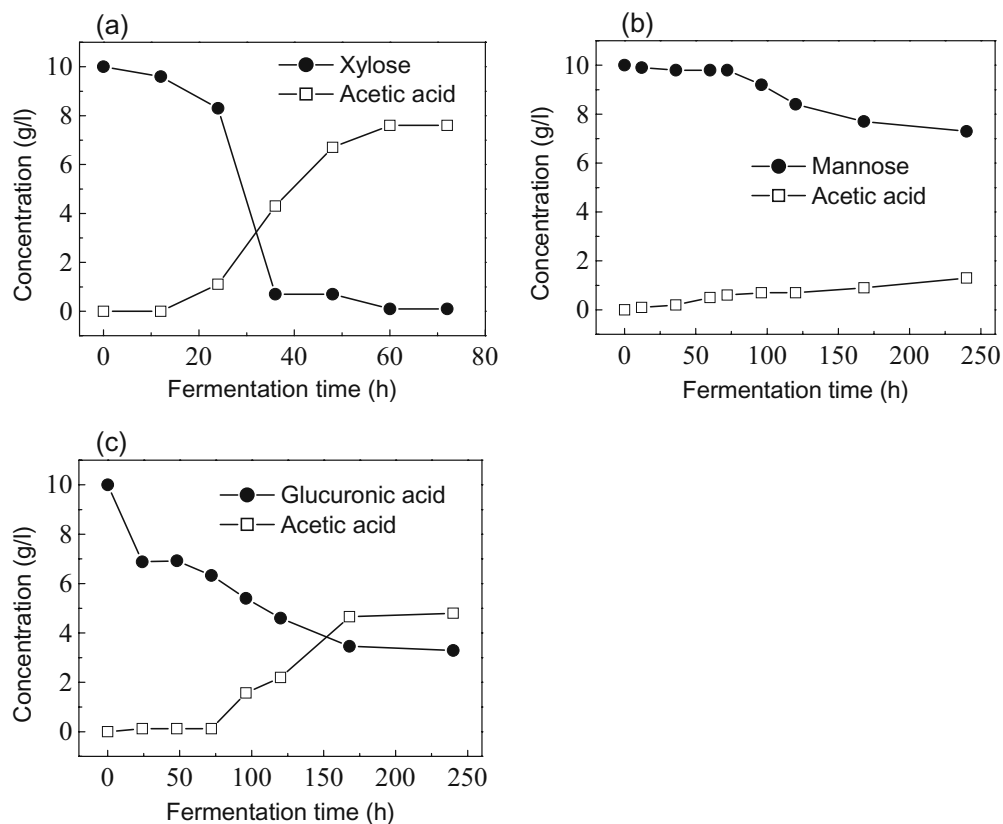 (a)
Xylose
Acetic acid
Concentration (g/l)
10
8
6
4
2
0
0 20 40 60 80
Fermentation time (h)
(b)
Mannose
Acetic acid
Concentration (g/l)
10
8
6
4
2
0
0 50 100 150 200 250
Fermentation time (h)
(c)
Glucuronic acid
Acetic acid
Concentration (g/l)
10
8
6
4
2
0
0 50 100 150 200 250
Fermentation time (h)